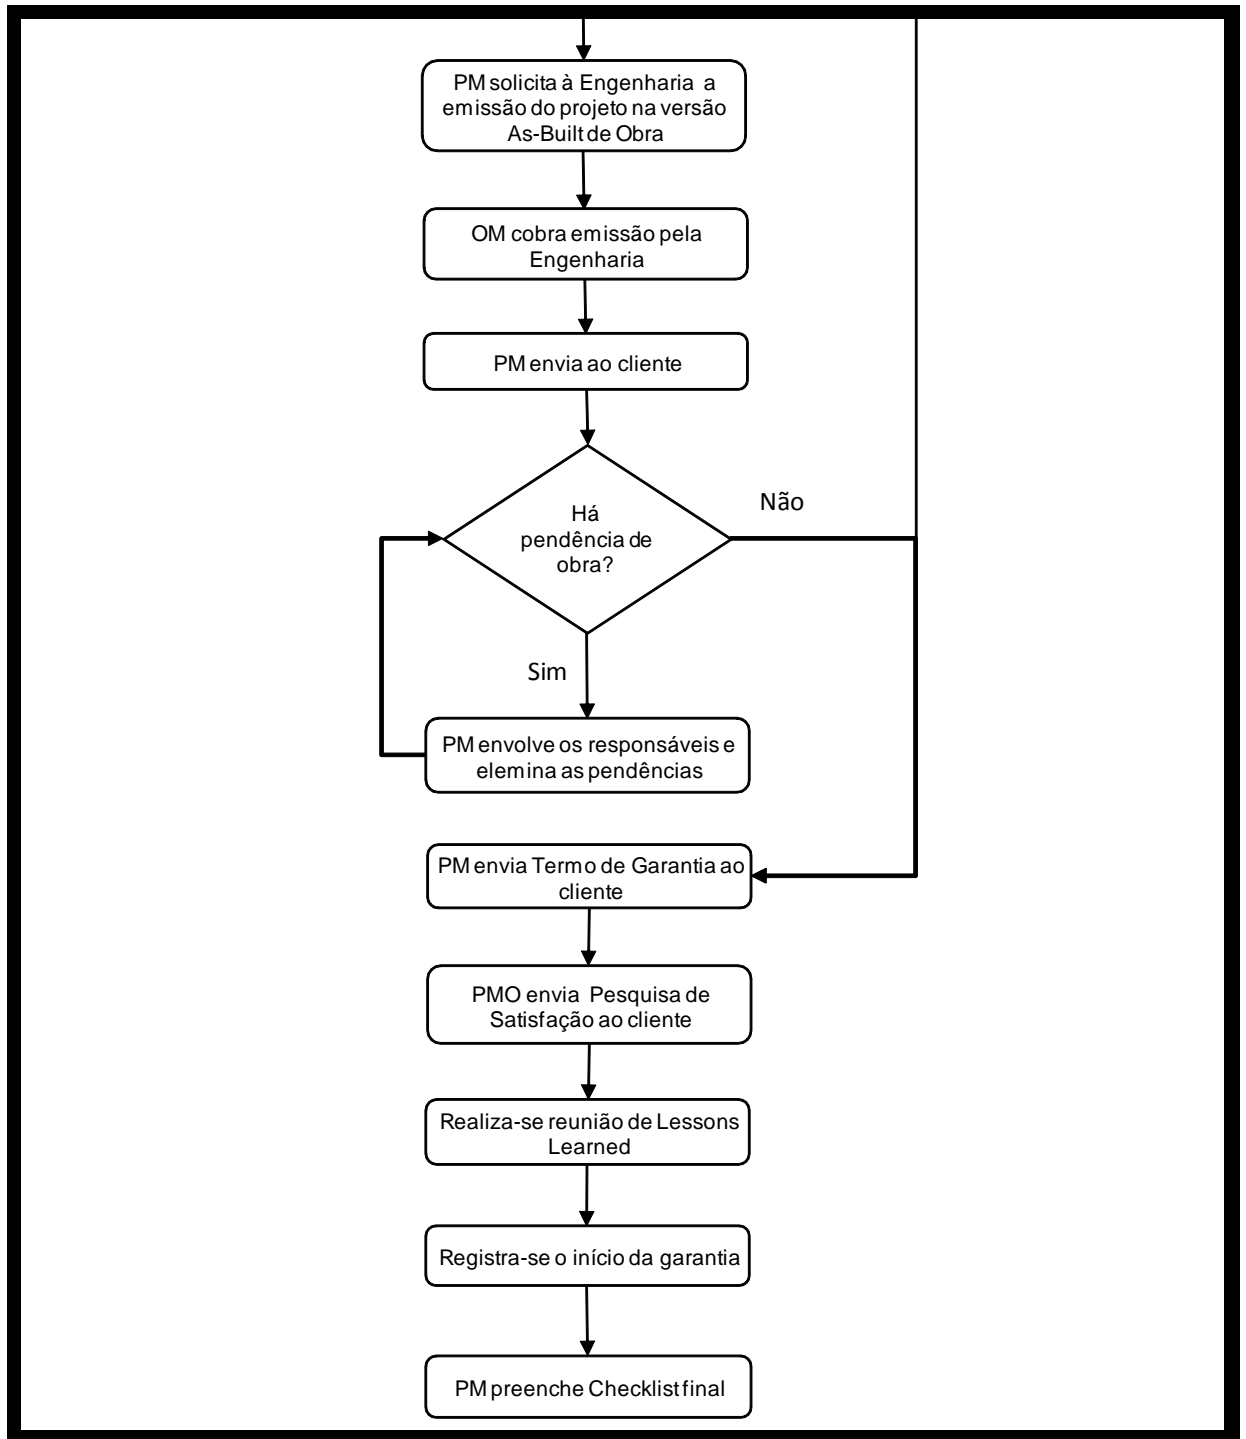 PM solicita à Engenharia a
emissão do projeto na versão
As-Built de Obra
OM cobra emissão pela
Engenharia
PM envia ao cliente
Não
Há
pendência de
obra?
Sim
PM envolve os responsáveis e
elemina as pendências
PM envia Termo de Garantia ao
cliente
PMO envia Pesquisa de
Satisfação ao cliente
Realiza-se reunião de Lessons
Learned
Registra-se o início da garantia
PM preenche Checklist final